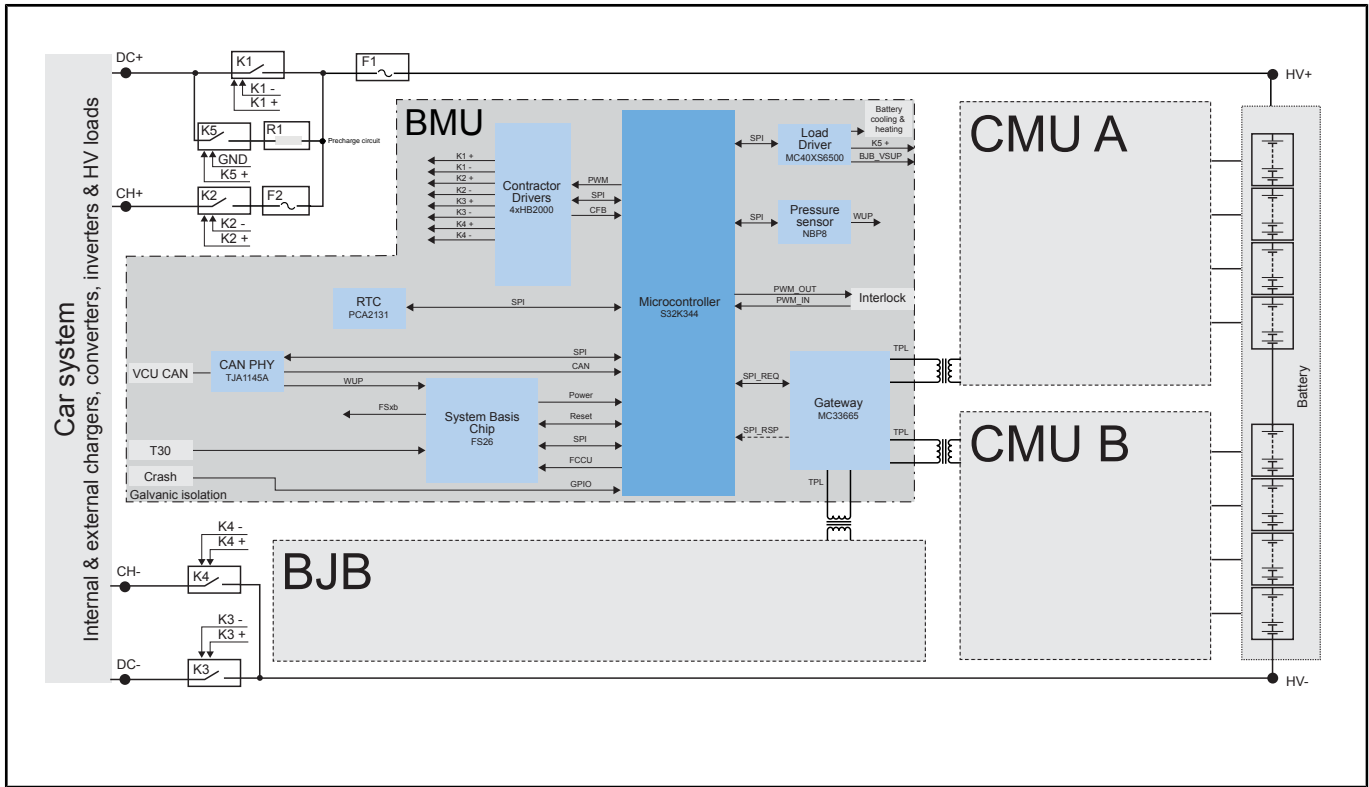 Car system
Internal & external chargers, converters, inverters & HV loads
DC+
K1
K1 -
K1 +
F1
HV+
K5
R1
Precharge circuit
GND
K5 +
CH+
K2
F2
K2 -
K2 +
BMU
K1 +
K1 -
K2 +
K2 -
K3 +
K3 -
K4 +
K4 -
Contractor
Drivers
4xHB2000
PWM
SPI
CFB
Microcontroller
S32K344
SPI
Load
Driver
MC40XS6500
Battery
cooling &
heating
K5 +
BJB_VSUP
SPI
Pressure
sensor
NBP8
WUP
PWM_OUT
PWM_IN
Interlock
RTC
PCA2131
SPI
VCU CAN
CAN PHY
TJA1145A
SPI
CAN
WUP
FSxb
System Basis
Chip
FS26
Power
Reset
SPI
FCCU
T30
Crash
GPIO
Galvanic isolation
SPI_REQ
SPI_RSP
Gateway
MC33665
TPL
TPL
TPL
CMU A
CMU B
Battery
BJB
K4 -
K4 +
CH-
K4
K3 -
K3 +
DC-
K3
HV-